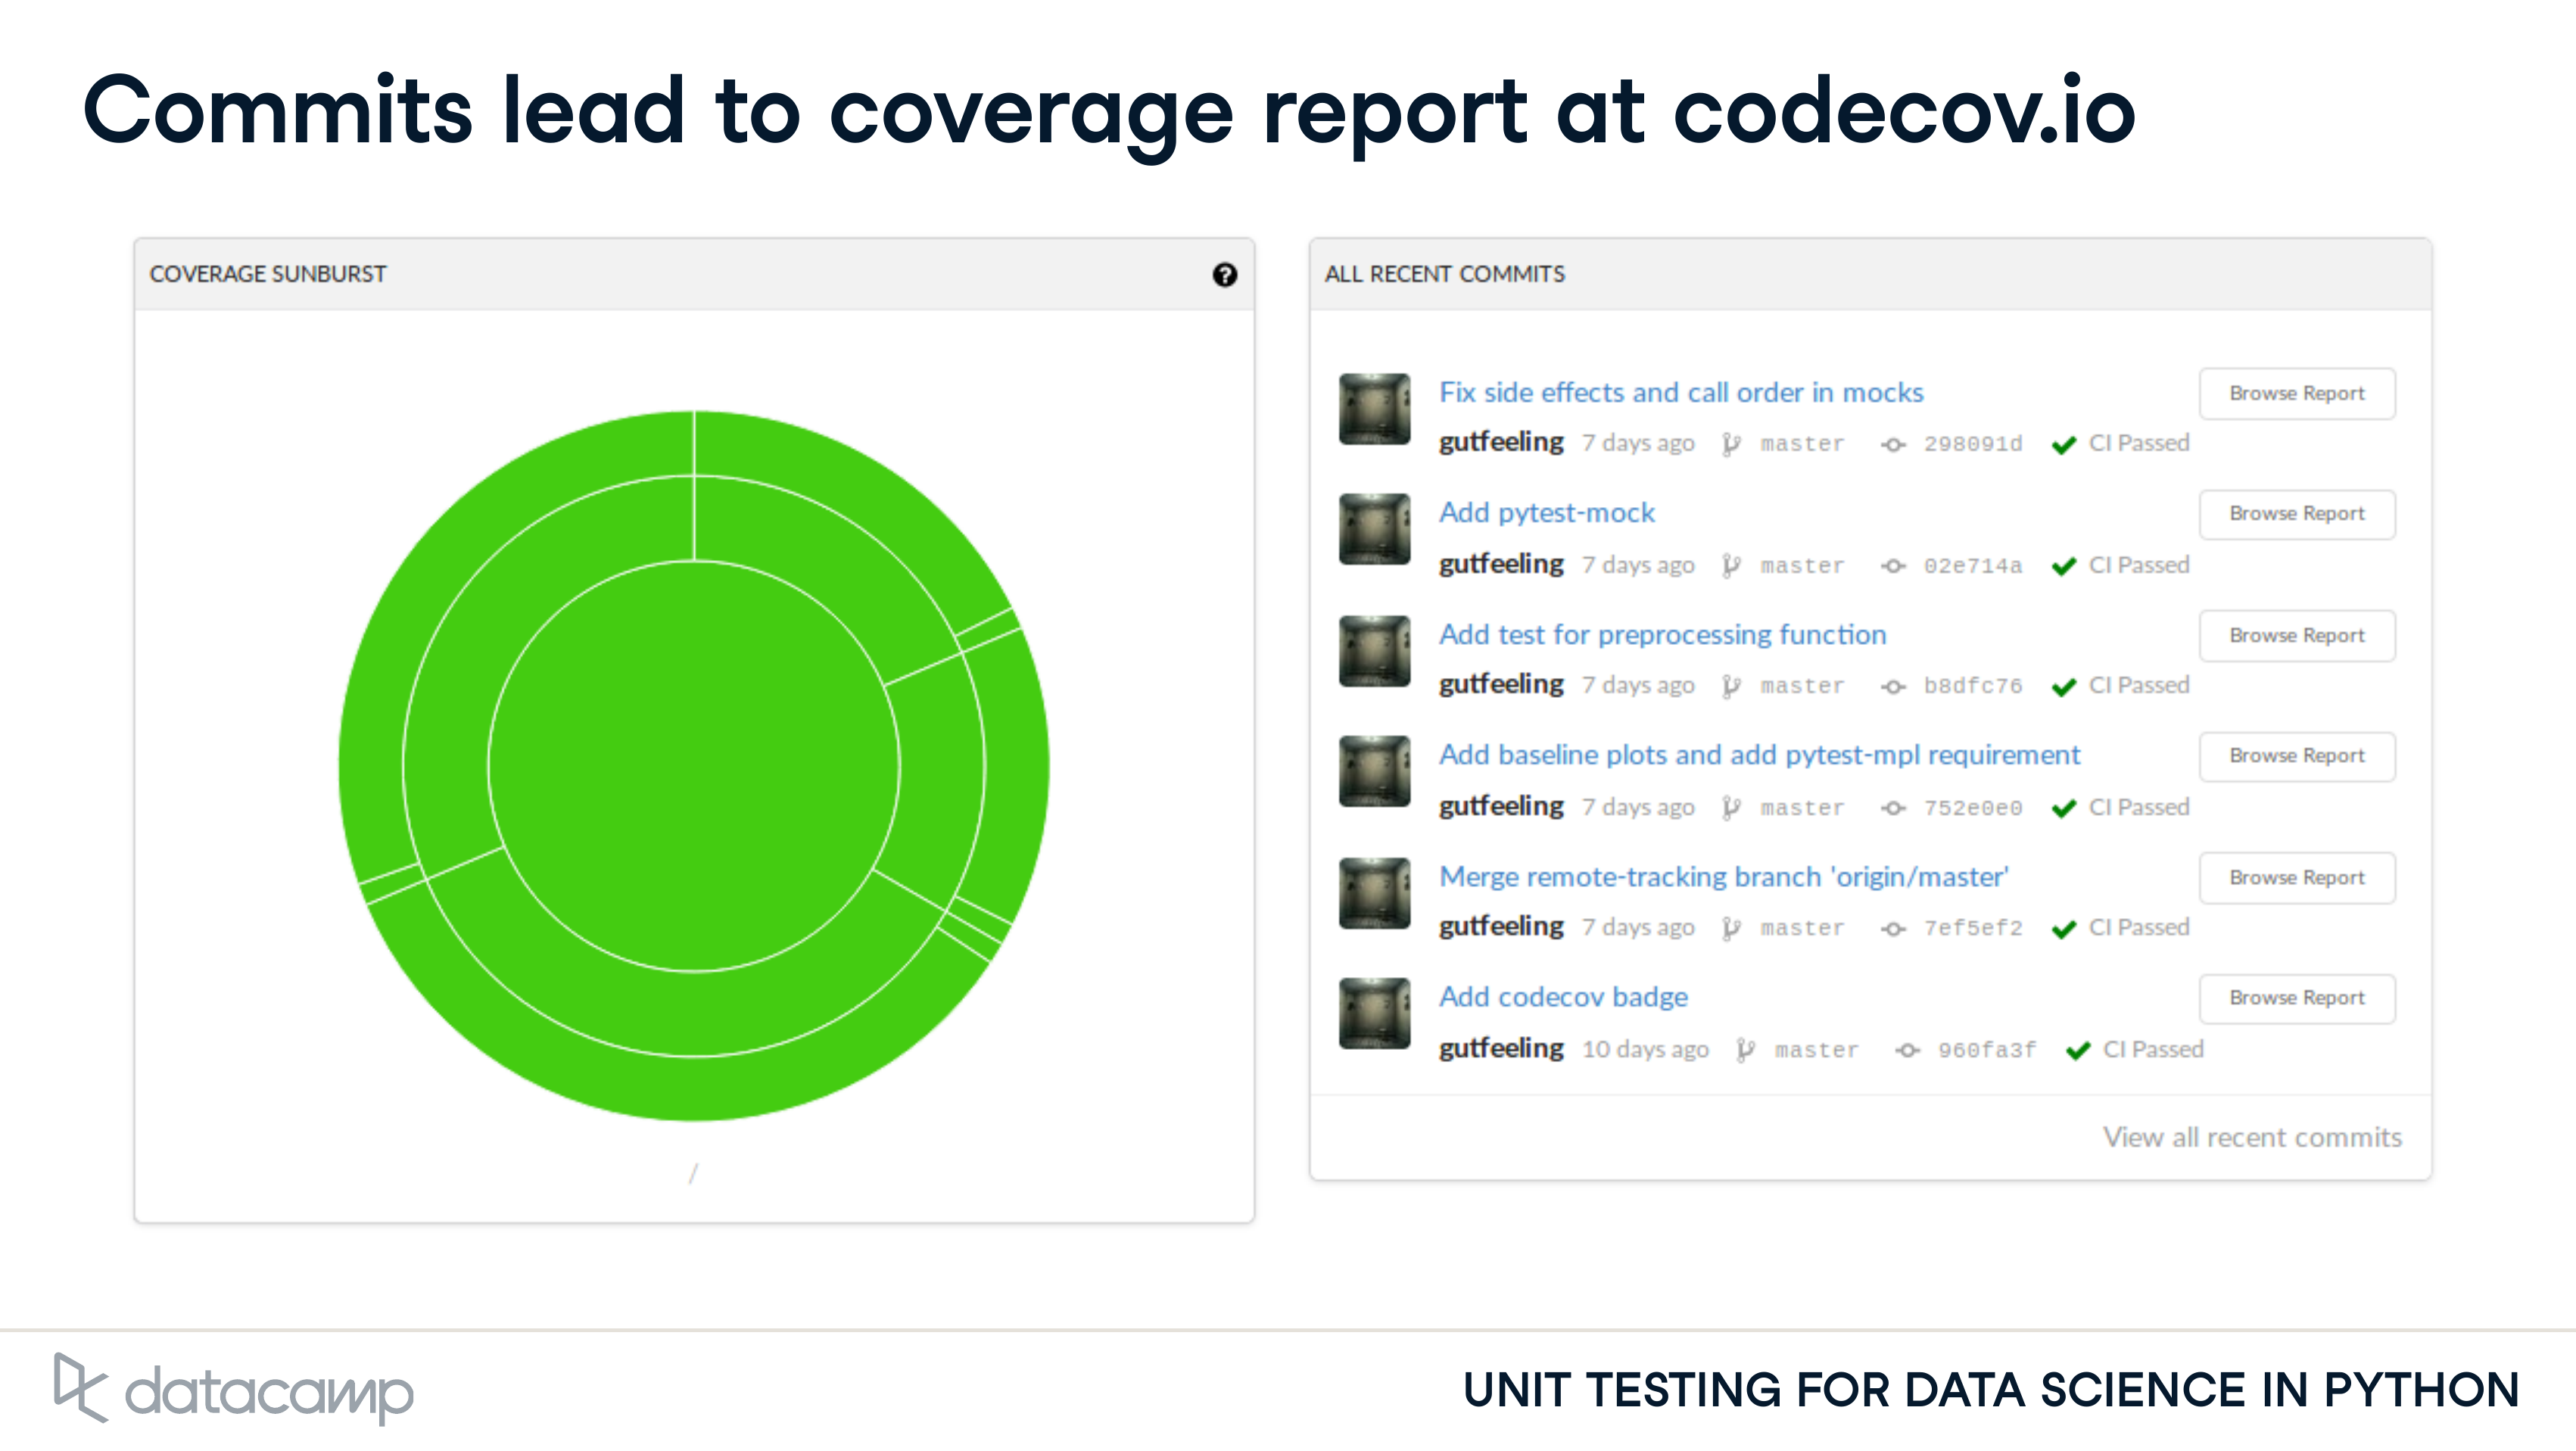 Commits lead to coverage report at codecov.io
COVERAGE SUNBURST
/
ALL RECENT COMMITS
Fix side effects and call order in mocks
Browse Report
gutfeeling 7 days ago master 298091d CI Passed
Add pytest-mock
Browse Report
gutfeeling 7 days ago master 02e714a CI Passed
Add test for preprocessing function
Browse Report
gutfeeling 7 days ago master b8dfc76 CI Passed
Add baseline plots and add pytest-mpl requirement
Browse Report
gutfeeling 7 days ago master 752e0e0 CI Passed
Merge remote-tracking branch 'origin/master'
Browse Report
gutfeeling 7 days ago master 7ef5ef2 CI Passed
Add codecov badge
Browse Report
gutfeeling 10 days ago master 960fa3f CI Passed
View all recent commits
datacamp
UNIT TESTING FOR DATA SCIENCE IN PYTHON